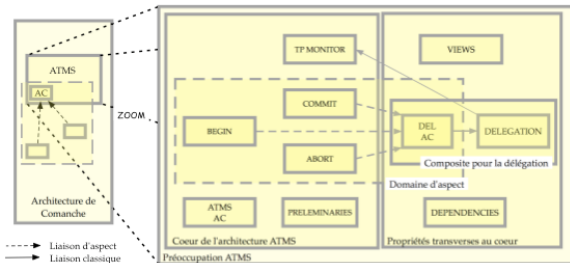 ATMS
AC
Architecture de
Comanche
Liaison d'aspect
Liaison classique
ZOOM
TP MONITOR
VIEWS
COMMIT
BEGIN
DEL
AC
DELEGATION
ABORT
Composite pour la délégation
Domaine d'aspect
ATMS
AC
PRELEMINARIES
DEPENDENCIES
Coeur de l'architecture ATMS
Propriétés transverses au coeur
Préoccupation ATMS